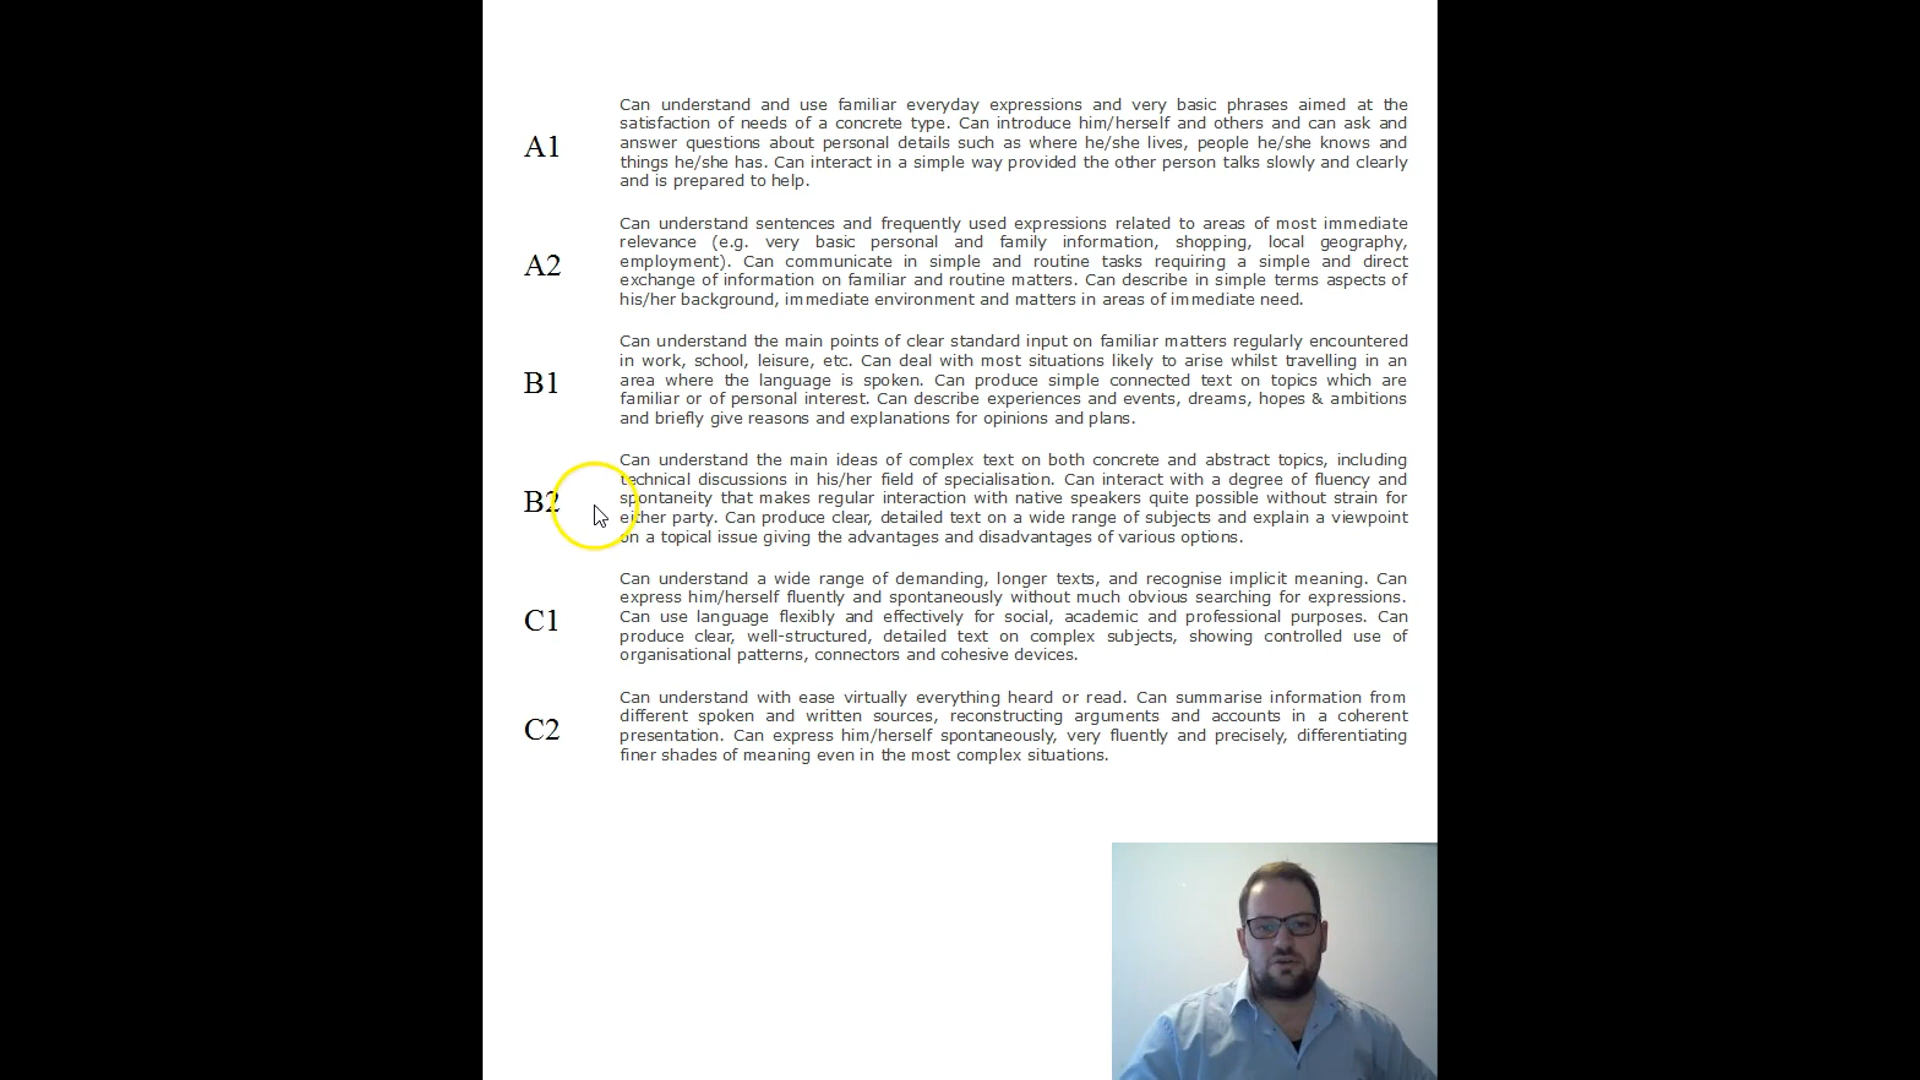 A1
Can understand and use familiar everyday expressions and very basic phrases aimed at the
satisfaction of needs of a concrete type. Can introduce him/herself and others and can ask and
answer questions about personal details such as where he/she lives, people he/she knows and
things he/she has. Can interact in a simple way provided the other person talks slowly and clearly
and is prepared to help.
A2
Can understand sentences and frequently used expressions related to areas of most immediate
relevance (e.g. very basic personal and family information, shopping, local geography,
employment). Can communicate in simple and routine tasks requiring a simple and direct
exchange of information on familiar and routine matters. Can describe in simple terms aspects of
his/her background, immediate environment and matters in areas of immediate need.
B1
Can understand the main points of clear standard input on familiar matters regularly encountered
in work, school, leisure, etc. Can deal with most situations likely to arise whilst travelling in an
area where the language is spoken. Can produce simple connected text on topics which are
familiar or of personal interest. Can describe experiences and events, dreams, hopes & ambitions
and briefly give reasons and explanations for opinions and plans.
B2
Can understand the main ideas of complex text on both concrete and abstract topics, including
technical discussions in his/her field of specialisation. Can interact with a degree of fluency and
spontaneity that makes regular interaction with native speakers quite possible without strain for
either party. Can produce clear, detailed text on a wide range of subjects and explain a viewpoint
on a topical issue giving the advantages and disadvantages of various options.
C1
Can understand a wide range of demanding, longer texts, and recognise implicit meaning. Can
express him/herself fluently and spontaneously without much obvious searching for expressions.
Can use language flexibly and effectively for social, academic and professional purposes. Can
produce clear, well-structured, detailed text on complex subjects, showing controlled use of
organisational patterns, connectors and cohesive devices.
C2
Can understand with ease virtually everything heard or read. Can summarise information from
different spoken and written sources, reconstructing arguments and accounts in a coherent
presentation. Can express him/herself spontaneously, very fluently and precisely, differentiating
finer shades of meaning even in the most complex situations.